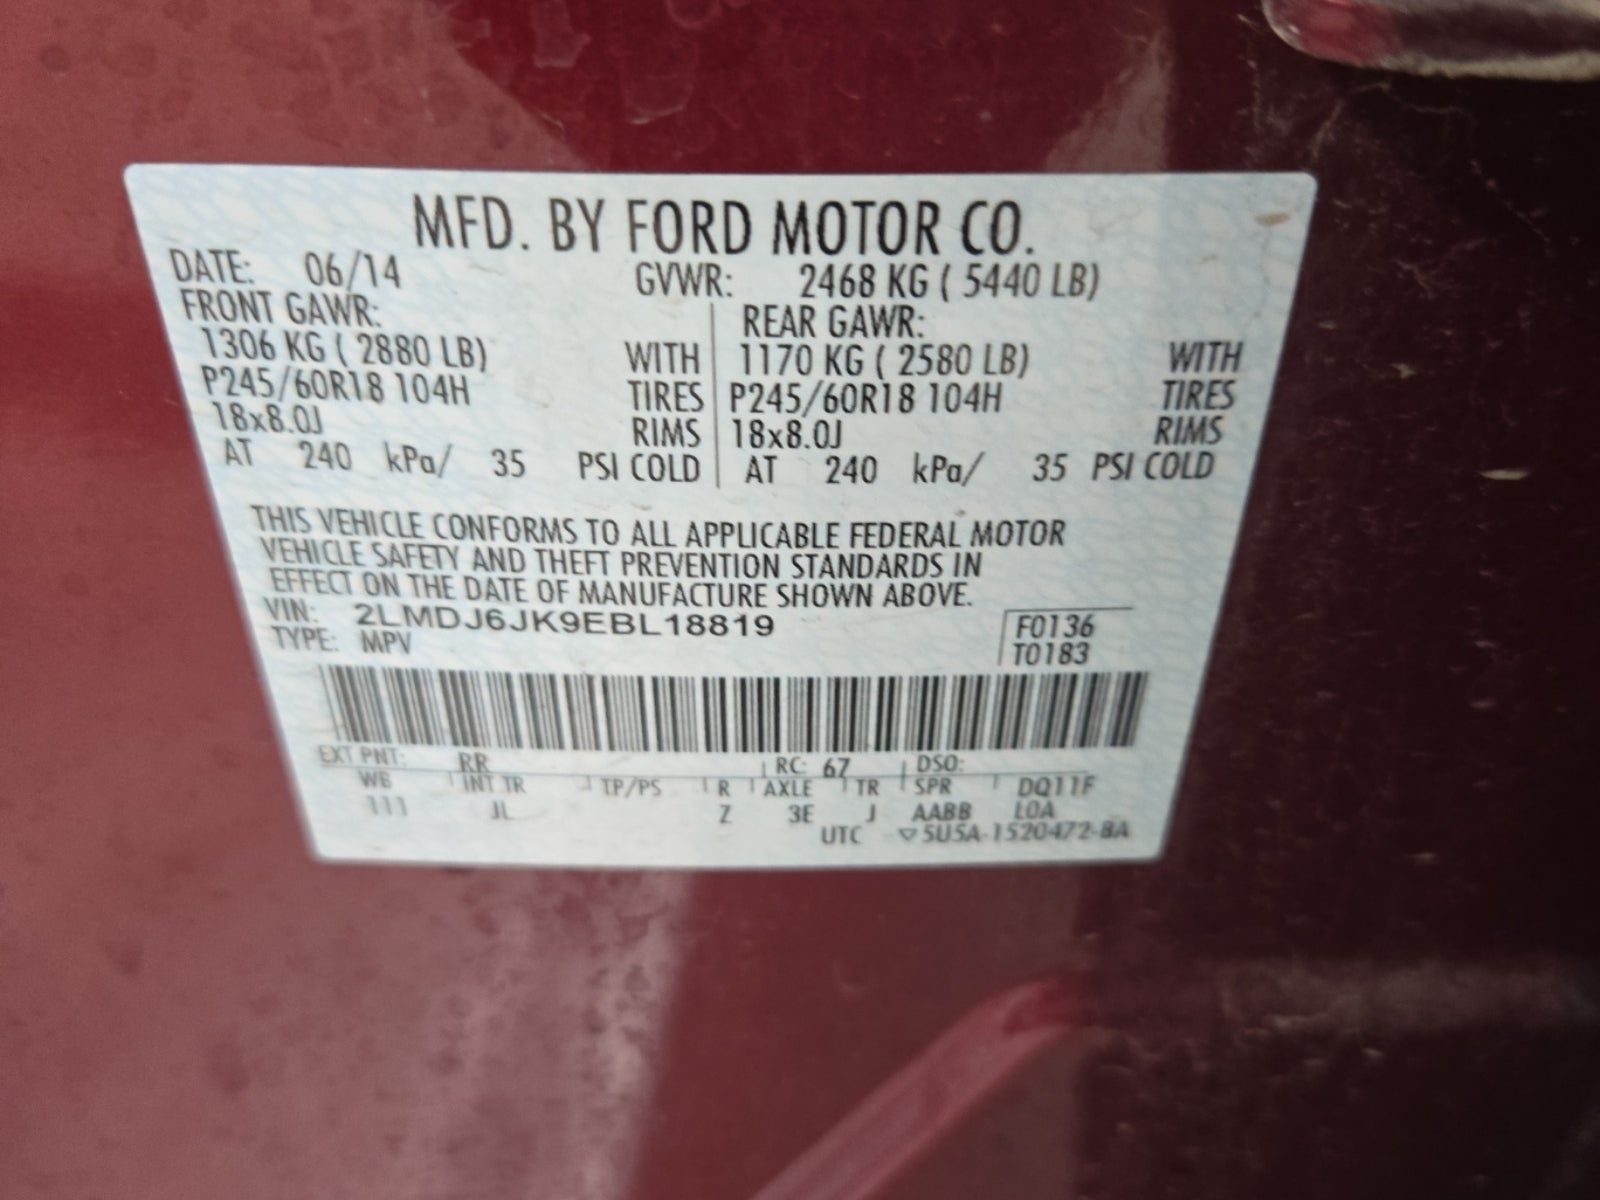 MFD. BY FORD MOTOR CO.
DATE: 06/14 GVWR: 2468 KG ( 5440 LB)
FRONT GAWR: REAR GAWR:
1306 KG ( 2880 LB) WITH 1170 KG ( 2580 LB) WITH
P245/60R18 104H TIRES P245/60R18 104H TIRES
18x8.0J RIMS 18x8.0J RIMS
AT 240 kPa/ 35 PSI COLD AT 240 kPa/ 35 PSI COLD
THIS VEHICLE CONFORMS TO ALL APPLICABLE FEDERAL MOTOR
VEHICLE SAFETY AND THEFT PREVENTION STANDARDS IN
EFFECT ON THE DATE OF MANUFACTURE SHOWN ABOVE.
VIN: 2LMDJ6JK9EBL18819
TYPE: MPV
F0136
T0183
EXT PNT: RR RC: 67 DSO:
WB INT TR TP/PS R AXLE TR SPR DQ11F
111 JL Z 3E J AABB LOA
UTC ▽5U5A-1520472-BA